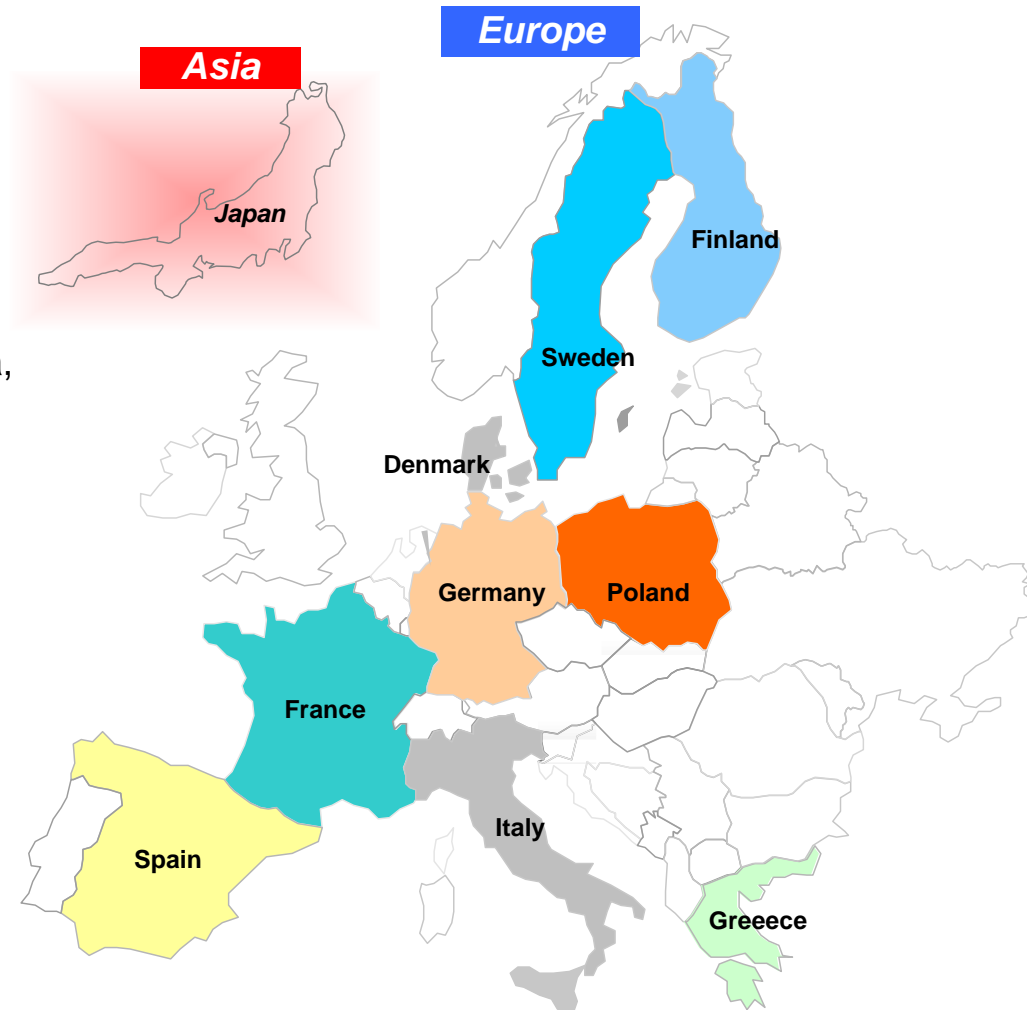 Europe
Asia
Japan
Finland
Sweden
,
Denmark
Germany
Poland
France
Italy
Spain
Greeece